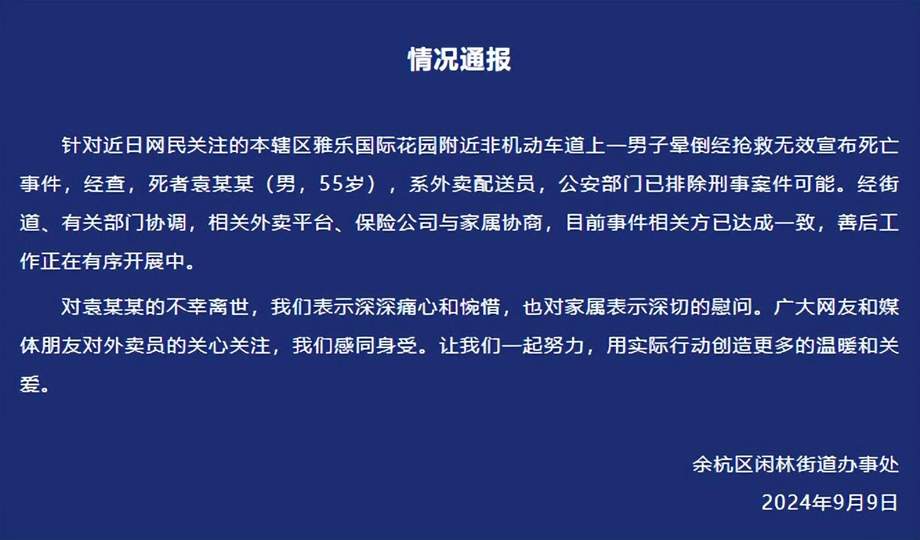 情况通报
针对近日网民关注的本辖区雅乐国际花园附近非机动车道上一男子晕倒经抢救无效宣布死亡
事件，经查，死者袁某某（男，55岁），系外卖配送员，公安部门已排除刑事案件可能。经街
道、有关部门协调，相关外卖平台、保险公司与家属协商，目前事件相关方已达成一致，善后工
作正在有序开展中。
对袁某某的不幸离世，我们表示深深痛心和惋惜，也对家属表示深切的慰问。广大网友和媒
体朋友对外卖员的关心关注，我们感同身受。让我们一起努力，用实际行动创造更多的温暖和关
爱。
余杭区闲林街道办事处
2024年9月9日